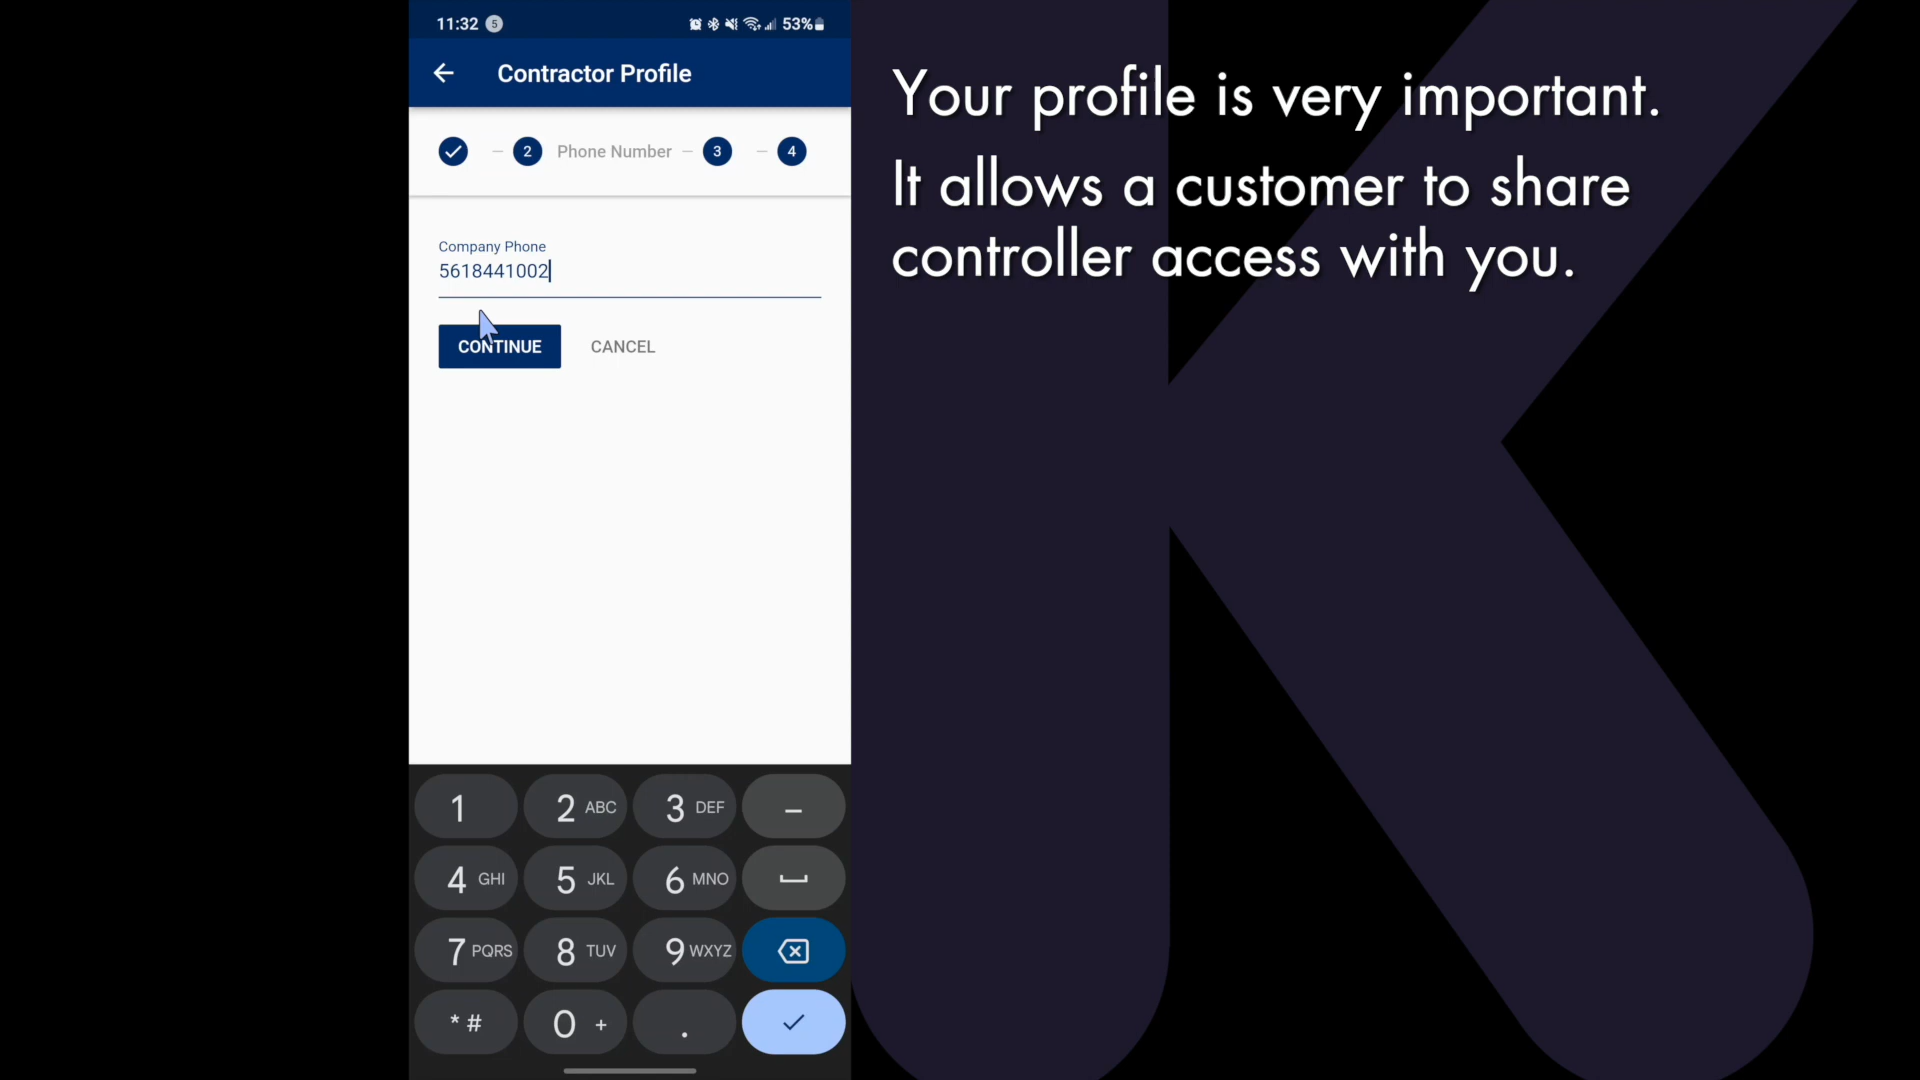 11:32 5 53%
Contractor Profile
2 Phone Number 3 4
Company Phone
5618441002
CONTINUE CANCEL
1 2 ABC 3 DEF –
4 GHI 5 JKL 6 MNO
7 PQRS 8 TUV 9 WXYZ
* # 0 + .
Your profile is very important.
It allows a customer to share
controller access with you.